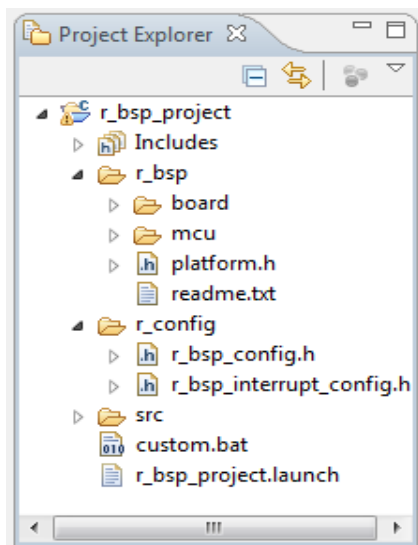 Project Explorer
r_bsp_project
Includes
r_bsp
board
mcu
platform.h
readme.txt
r_config
r_bsp_config.h
r_bsp_interrupt_config.h
src
custom.bat
r_bsp_project.launch